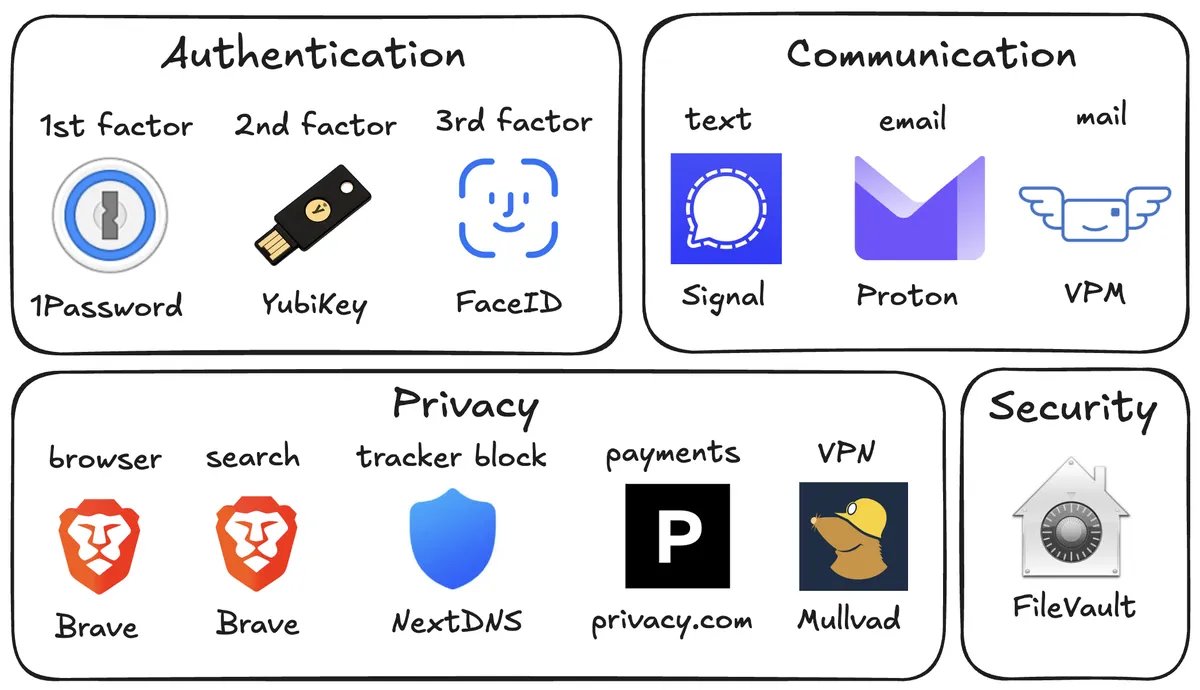 Authentication
1st factor 2nd factor 3rd factor
1Password YubiKey FaceID
Communication
text email mail
Signal Proton VPM
Privacy
browser search tracker block payments VPN
P
Brave Brave NextDNS privacy.com Mullvad
Security
FileVault